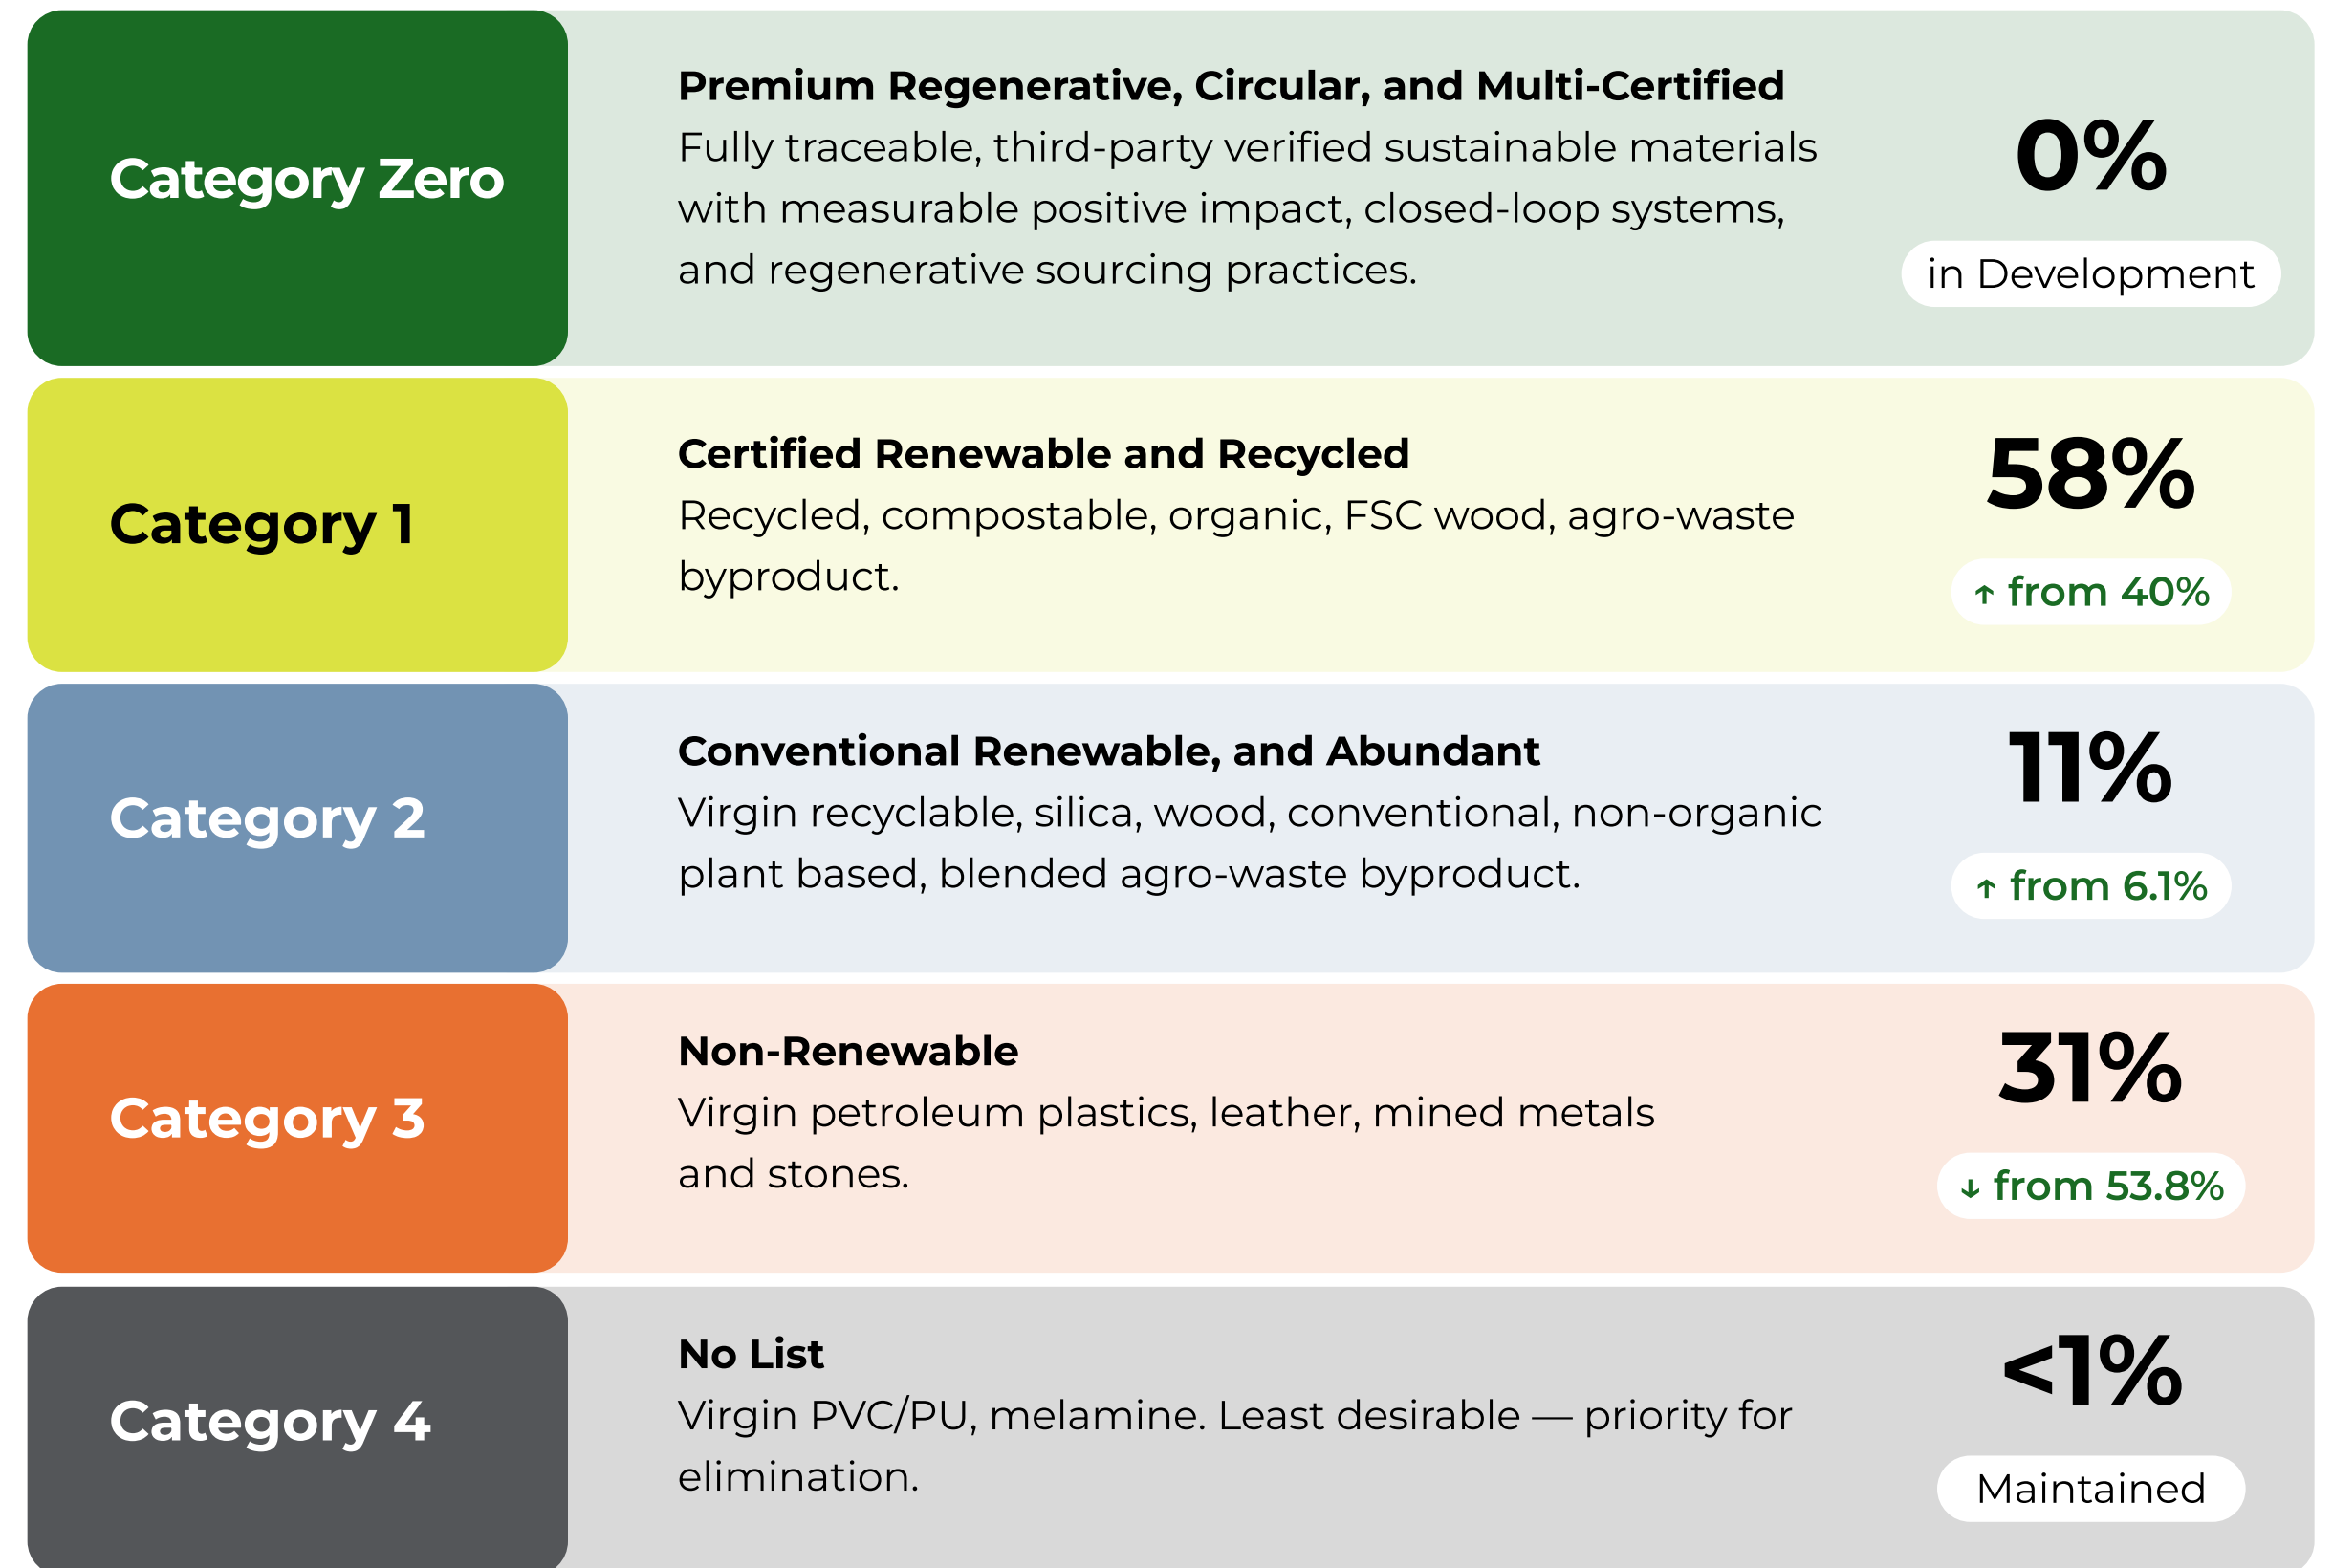 Category Zero
Premium Regenerative, Circular, and Multi-Certified
Fully traceable, third-party verified sustainable materials
with measurable positive impact, closed-loop systems,
and regenerative sourcing practices.
0%
in Development
Category 1
Certified Renewable and Recycled
Recycled, compostable, organic, FSC wood, agro-waste
byproduct.
58%
↑ from 40%
Category 2
Conventional Renewable, and Abundant
Virgin recyclable, silica, wood, conventional, non-organic
plant based, blended agro-waste byproduct.
11%
↑ from 6.1%
Category 3
Non-Renewable
Virgin petroleum plastics, leather, mined metals
and stones.
31%
↓ from 53.8%
Category 4
No List
Virgin PVC/PU, melamine. Least desirable — priority for
elimination.
<1%
Maintained